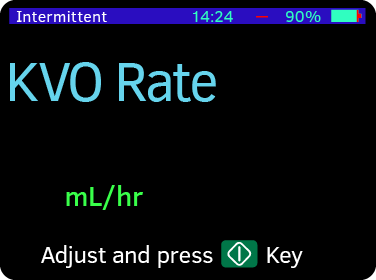 Intermittent 14:24 90%
KVO Rate
mL/hr
Adjust and press Key